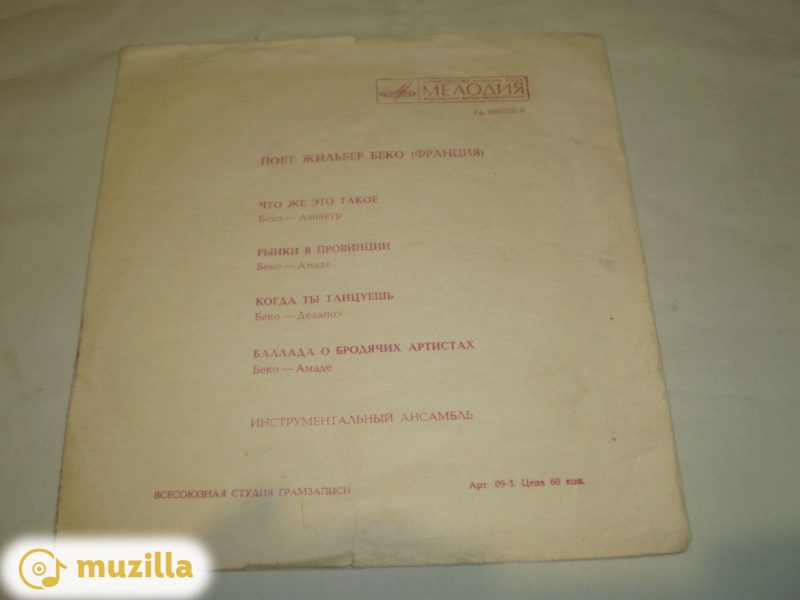 МЕЛОДИЯ
ПОЕТ ЖИЛЬБЕР БЕКО (ФРАНЦИЯ)
ЧТО ЖЕ ЭТО ТАКОЕ
Беко — Азнавур
РЫНКИ В ПРОВИНЦИИ
Беко — Амаде
КОГДА ТЫ ТАНЦУЕШЬ
Беко — Деланоэ
БАЛЛАДА О БРОДЯЧИХ АРТИСТАХ
Беко — Амаде
ИНСТРУМЕНТАЛЬНЫЙ АНСАМБЛЬ
ВСЕСОЮЗНАЯ СТУДИЯ ГРАМЗАПИСИ
Арт. 09-3. Цена 60 коп.
muzilla